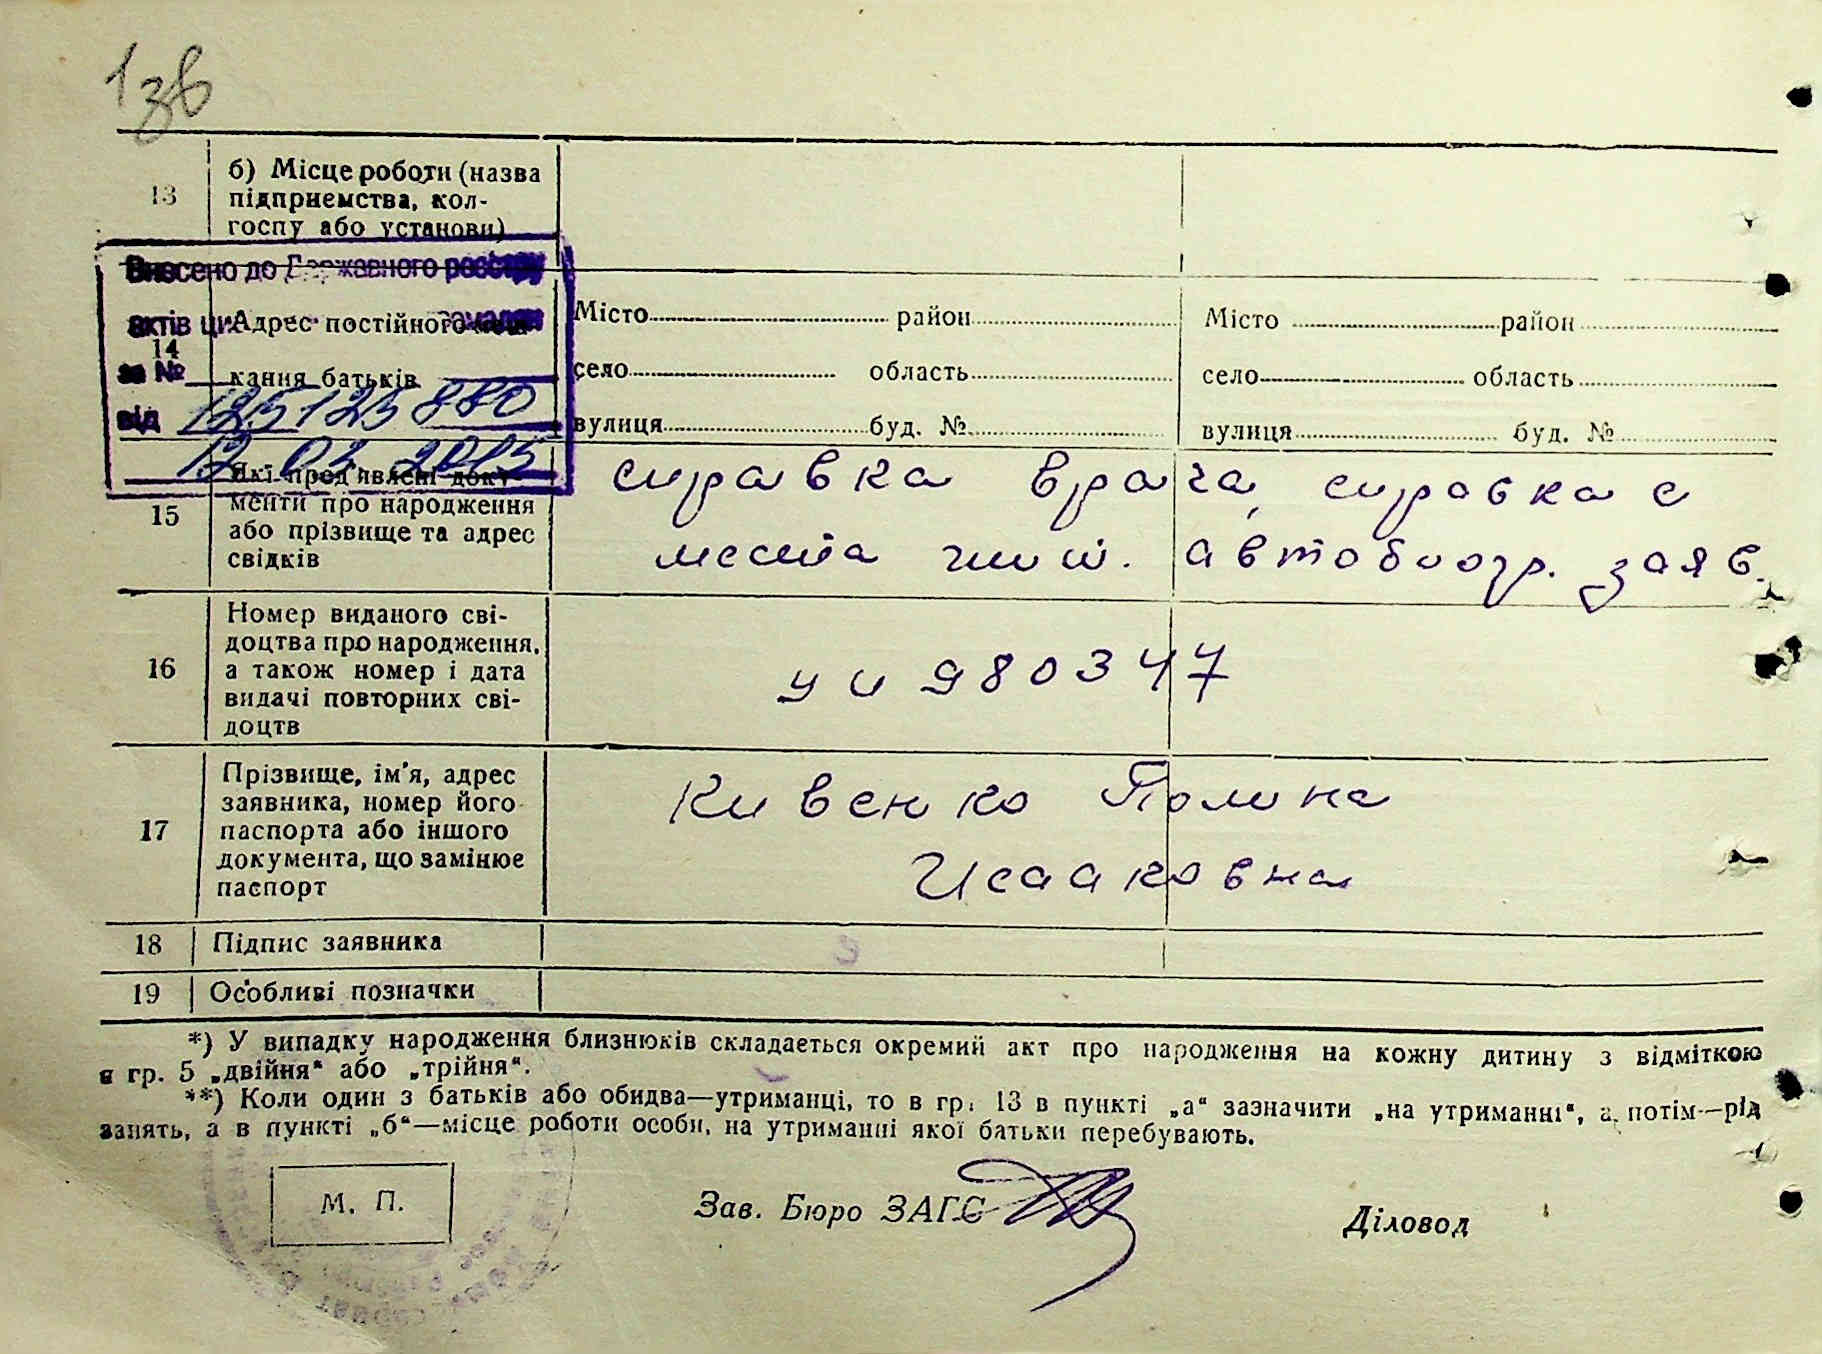 13зв
13
б) Місце роботи (назва
підприємства, кол-
госпу або установи)
Внесено до Державного реєстру
актів
за №
від
125125880
12 02 2015
14
Адрес постійного меш-
кання батьків
Місто район
село область
вулиця буд. №
Місто район
село область
вулиця буд. №
15
Які пред'явлені доку-
менти про народження
або прізвище та адрес
свідків
справка врача, справка с
места жит. автобиогр. заяв.
16
Номер виданого сві-
доцтва про народження,
а також номер і дата
видачі повторних сві-
доцтв
уи 980347
17
Прізвище, ім'я, адрес
заявника, номер його
паспорта або іншого
документа, що замінює
паспорт
Кивенко Полина
Исааковна
18 Підпис заявника
19 Особливі позначки
*) У випадку народження близнюків складається окремий акт про народження на кожну дитину з відміткою
в гр. 5 „двійня“ або „трійня“.
**) Коли один з батьків або обидва—утриманці, то в гр. 13 в пункті „а“ зазначити „на утриманні“, а потім—рід
занять, а в пункті „б“—місце роботи особи, на утриманні якої батьки перебувають.
М. П.
Зав. Бюро ЗАГС
Діловод